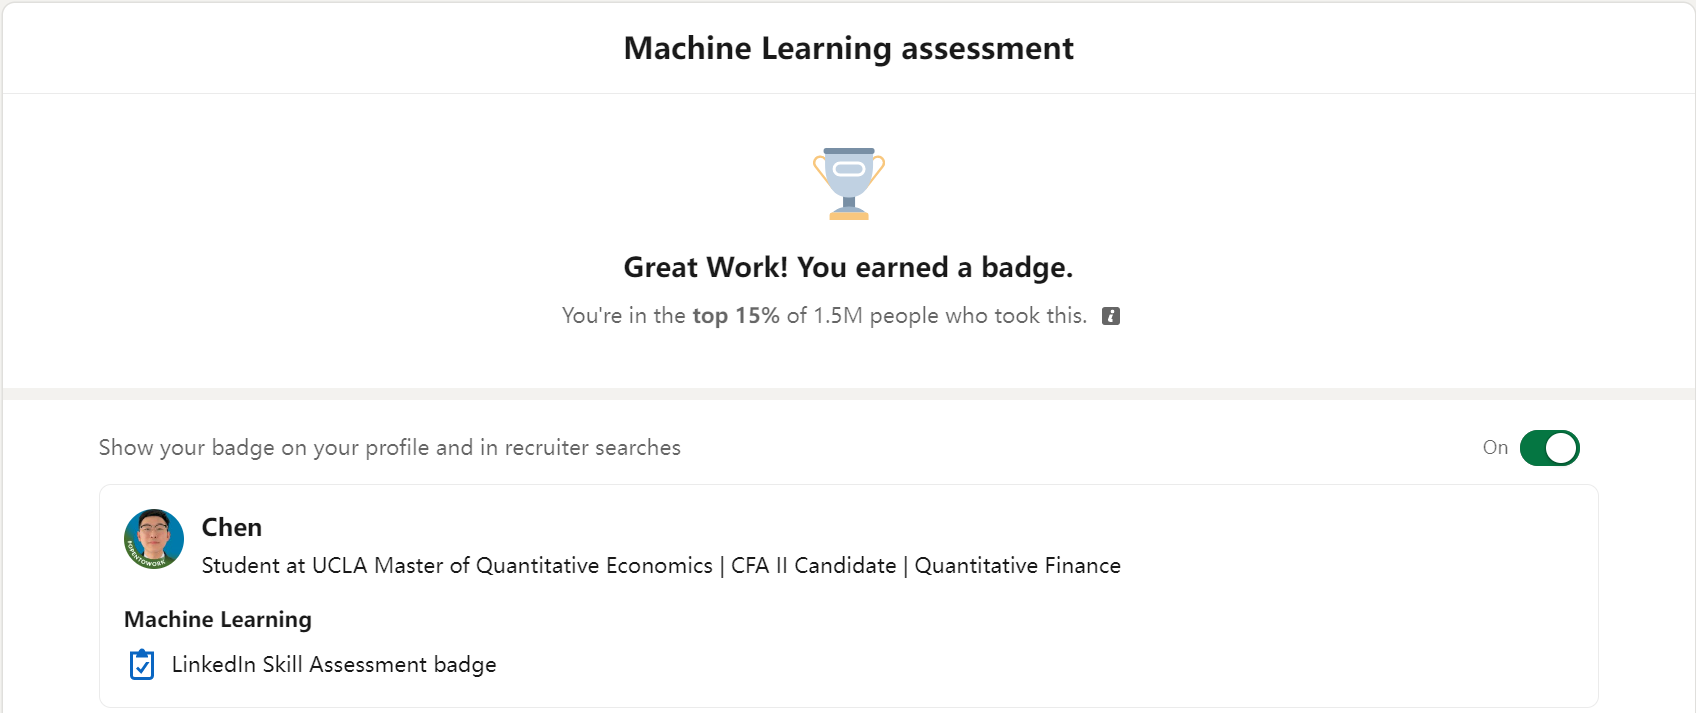 Machine Learning assessment
Great Work! You earned a badge.
You're in the top 15% of 1.5M people who took this.
Show your badge on your profile and in recruiter searches
On
Chen
Student at UCLA Master of Quantitative Economics | CFA II Candidate | Quantitative Finance
#OPENTOWORK
Machine Learning
LinkedIn Skill Assessment badge